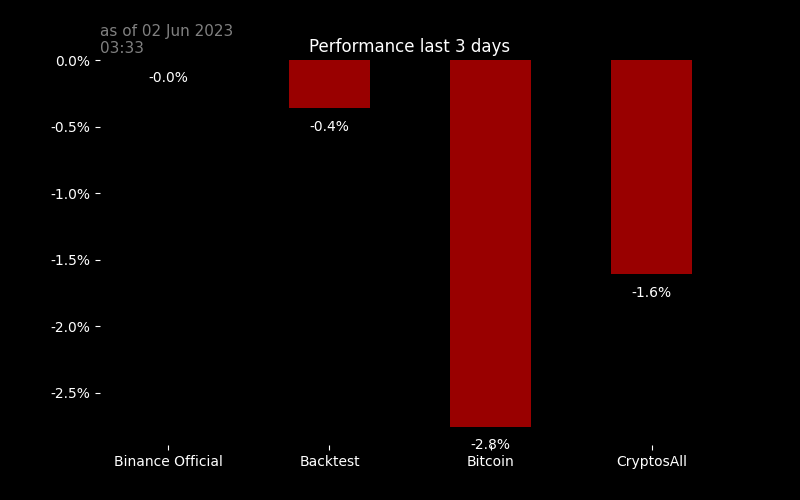 as of 02 Jun 2023
03:33
Performance last 3 days
0.0%
-0.5%
-1.0%
-1.5%
-2.0%
-2.5%
-0.0%
-0.4%
-2.8%
-1.6%
Binance Official
Backtest
Bitcoin
CryptosAll